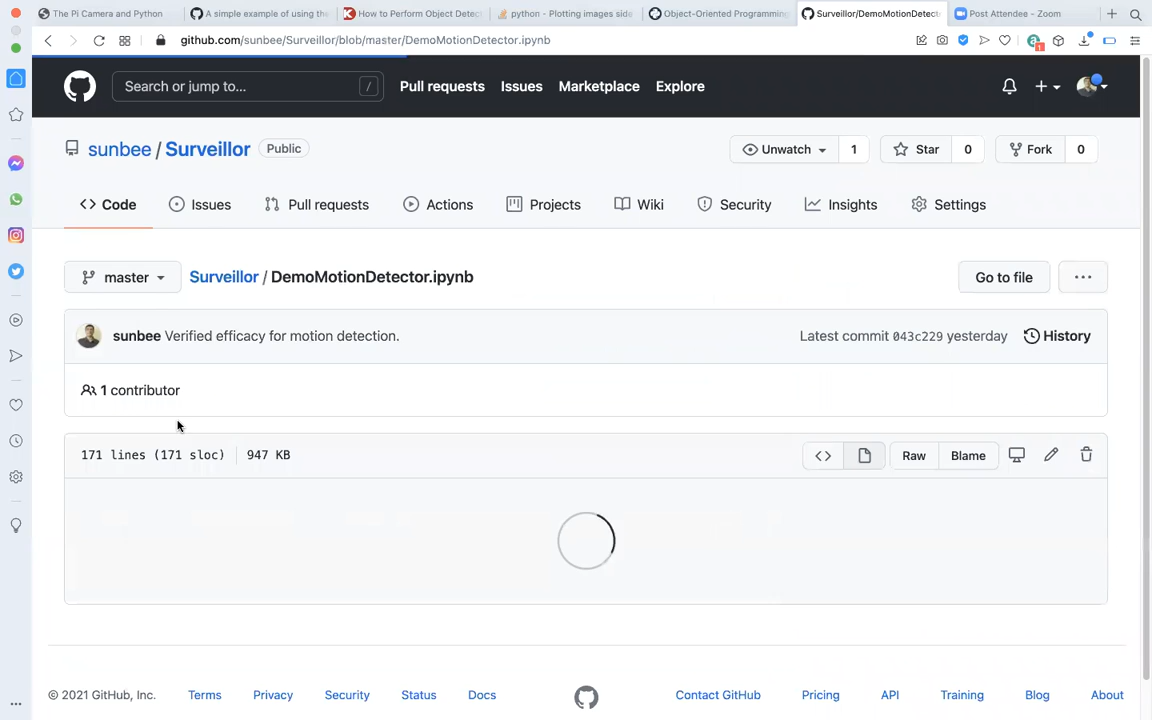 The Pi Camera and Python
A simple example of using the
How to Perform Object Detect
python - Plotting images side
Object-Oriented Programming
Surveillor/DemoMotionDetecto
Post Attendee - Zoom
github.com/sunbee/Surveillor/blob/master/DemoMotionDetector.ipynb
1
Search or jump to...
/
Pull requests
Issues
Marketplace
Explore
sunbee / Surveillor
Public
Unwatch
1
Star
0
Fork
0
Code
Issues
Pull requests
Actions
Projects
Wiki
Security
Insights
Settings
master
Surveillor / DemoMotionDetector.ipynb
Go to file
sunbee Verified efficacy for motion detection.
Latest commit 043c229 yesterday
History
1 contributor
171 lines (171 sloc)
947 KB
Raw
Blame
© 2021 GitHub, Inc.
Terms
Privacy
Security
Status
Docs
Contact GitHub
Pricing
API
Training
Blog
About